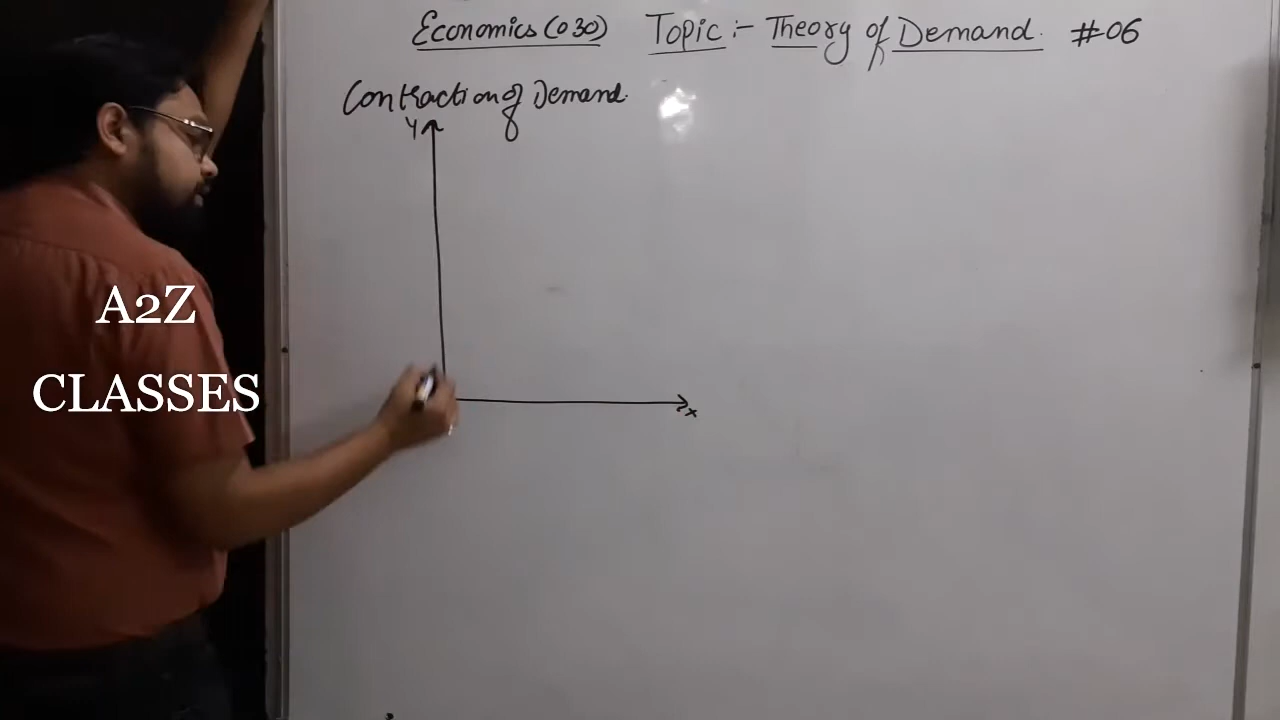 Economics (030) Topic :- Theory of Demand. #06
Contraction of Demand.
Y
x
A2Z
CLASSES